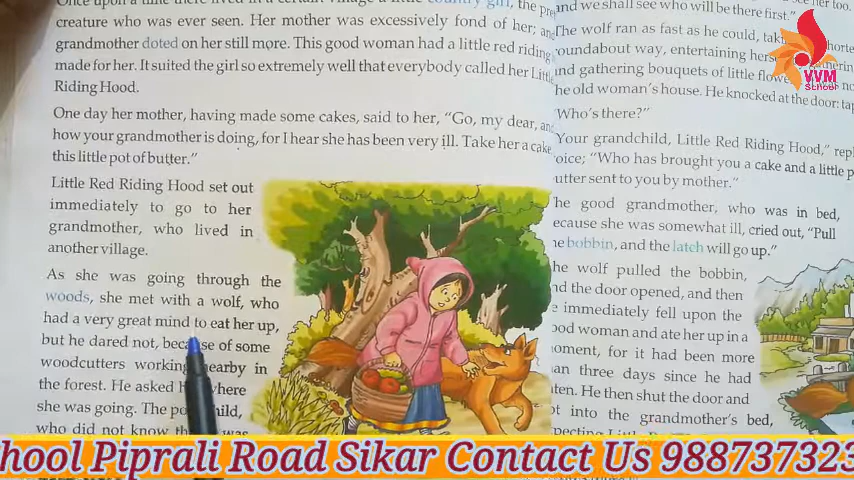 Once upon a time there lived in a certain village a little country girl, the pre
creature who was ever seen. Her mother was excessively fond of her; and
grandmother doted on her still more. This good woman had a little red riding
made for her. It suited the girl so extremely well that everybody called her Litt
Riding Hood.
One day her mother, having made some cakes, said to her, "Go, my dear, and
how your grandmother is doing, for I hear she has been very ill. Take her a cake
this little pot of butter."
Little Red Riding Hood set out
immediately to go to her
grandmother, who lived in
another village.
As she was going through the
woods, she met with a wolf, who
had a very great mind to eat her up,
but he dared not, because of some
woodcutters working nearby in
the forest. He asked where
she was going. The po child,
who did not know th was
and we shall see who will be there first."
The wolf ran as fast as he could, tak horte
oundabout way, entertaining hers gatherin
and gathering bouquets of little flowe no
he old woman's house. He knocked at the door: tap
Who's there?"
Your grandchild, Little Red Riding Hood," repl
oice; "Who has brought you a cake and a little p
utter sent to you by mother."
he good grandmother, who was in bed,
ecause she was somewhat ill, cried out, "Pull
he bobbin, and the latch will go up."
he wolf pulled the bobbin,
nd the door opened, and then
e immediately fell upon the
ood woman and ate her up in a
oment, for it had been more
an three days since he had
ten. He then shut the door and
ot into the grandmother's bed,
VVM
School
chool Piprali Road Sikar Contact Us 988737323